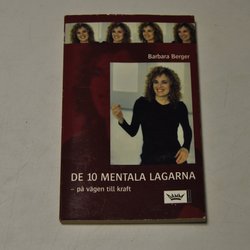 Barbara Berger
DE 10 MENTALA LAGARNA
– på vägen till kraft